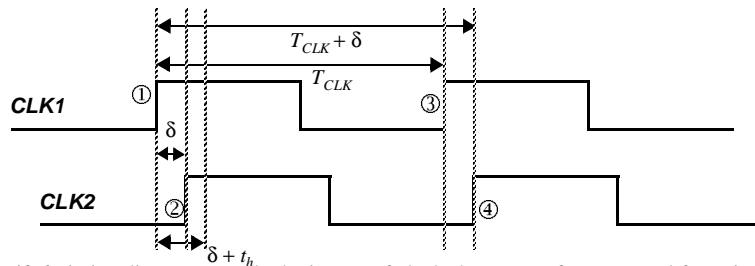 T_CLK + δ
T_CLK
①
③
CLK1
δ
CLK2
②
④
δ + t_h